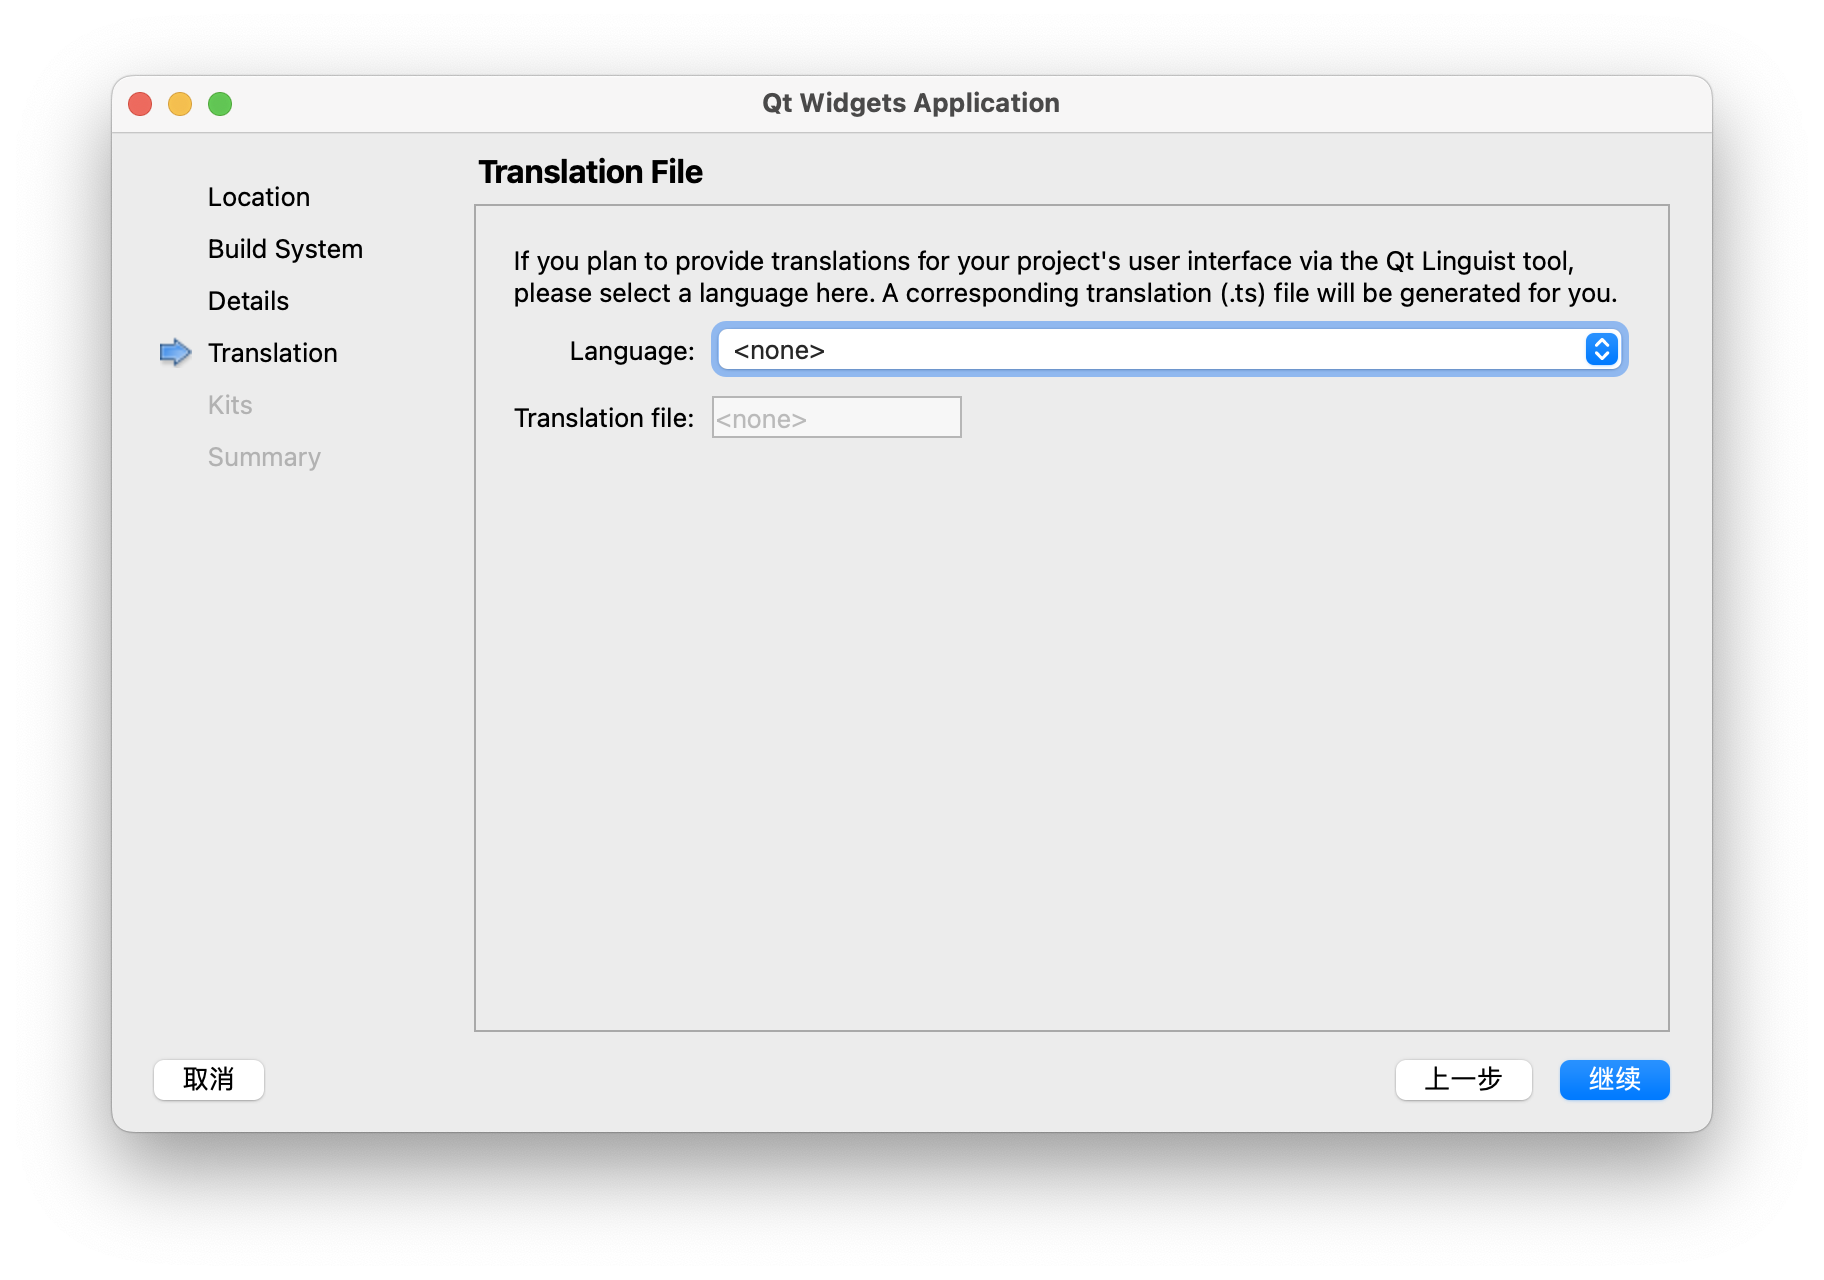 Qt Widgets Application
Location
Build System
Details
Translation
Kits
Summary
Translation File
If you plan to provide translations for your project's user interface via the Qt Linguist tool,
please select a language here. A corresponding translation (.ts) file will be generated for you.
Language: <none>
Translation file: <none>
取消
上一步
继续